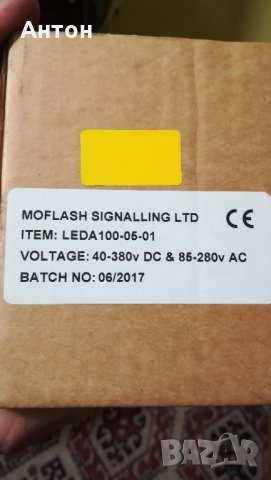 Антон
MOFLASH SIGNALLING LTD CE
ITEM: LEDA100-05-01
VOLTAGE: 40-380v DC & 85-280v AC
BATCH NO: 06/2017
BAZAR